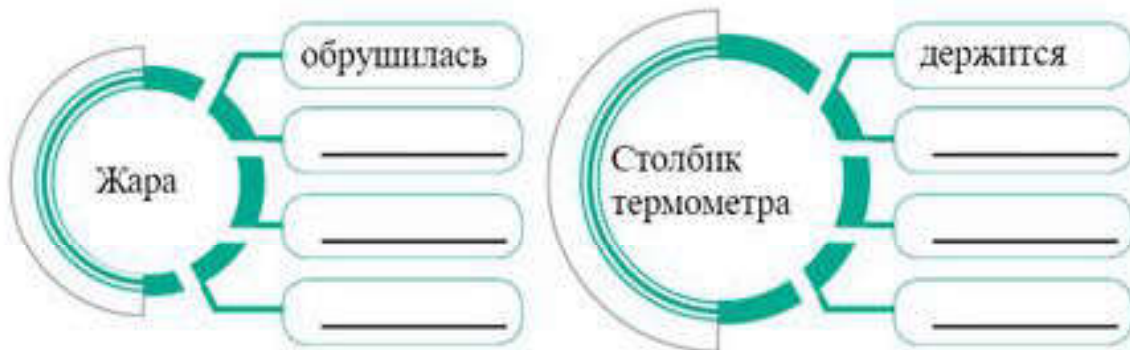 Жара
обрушилась
Столбик
термометра
держится